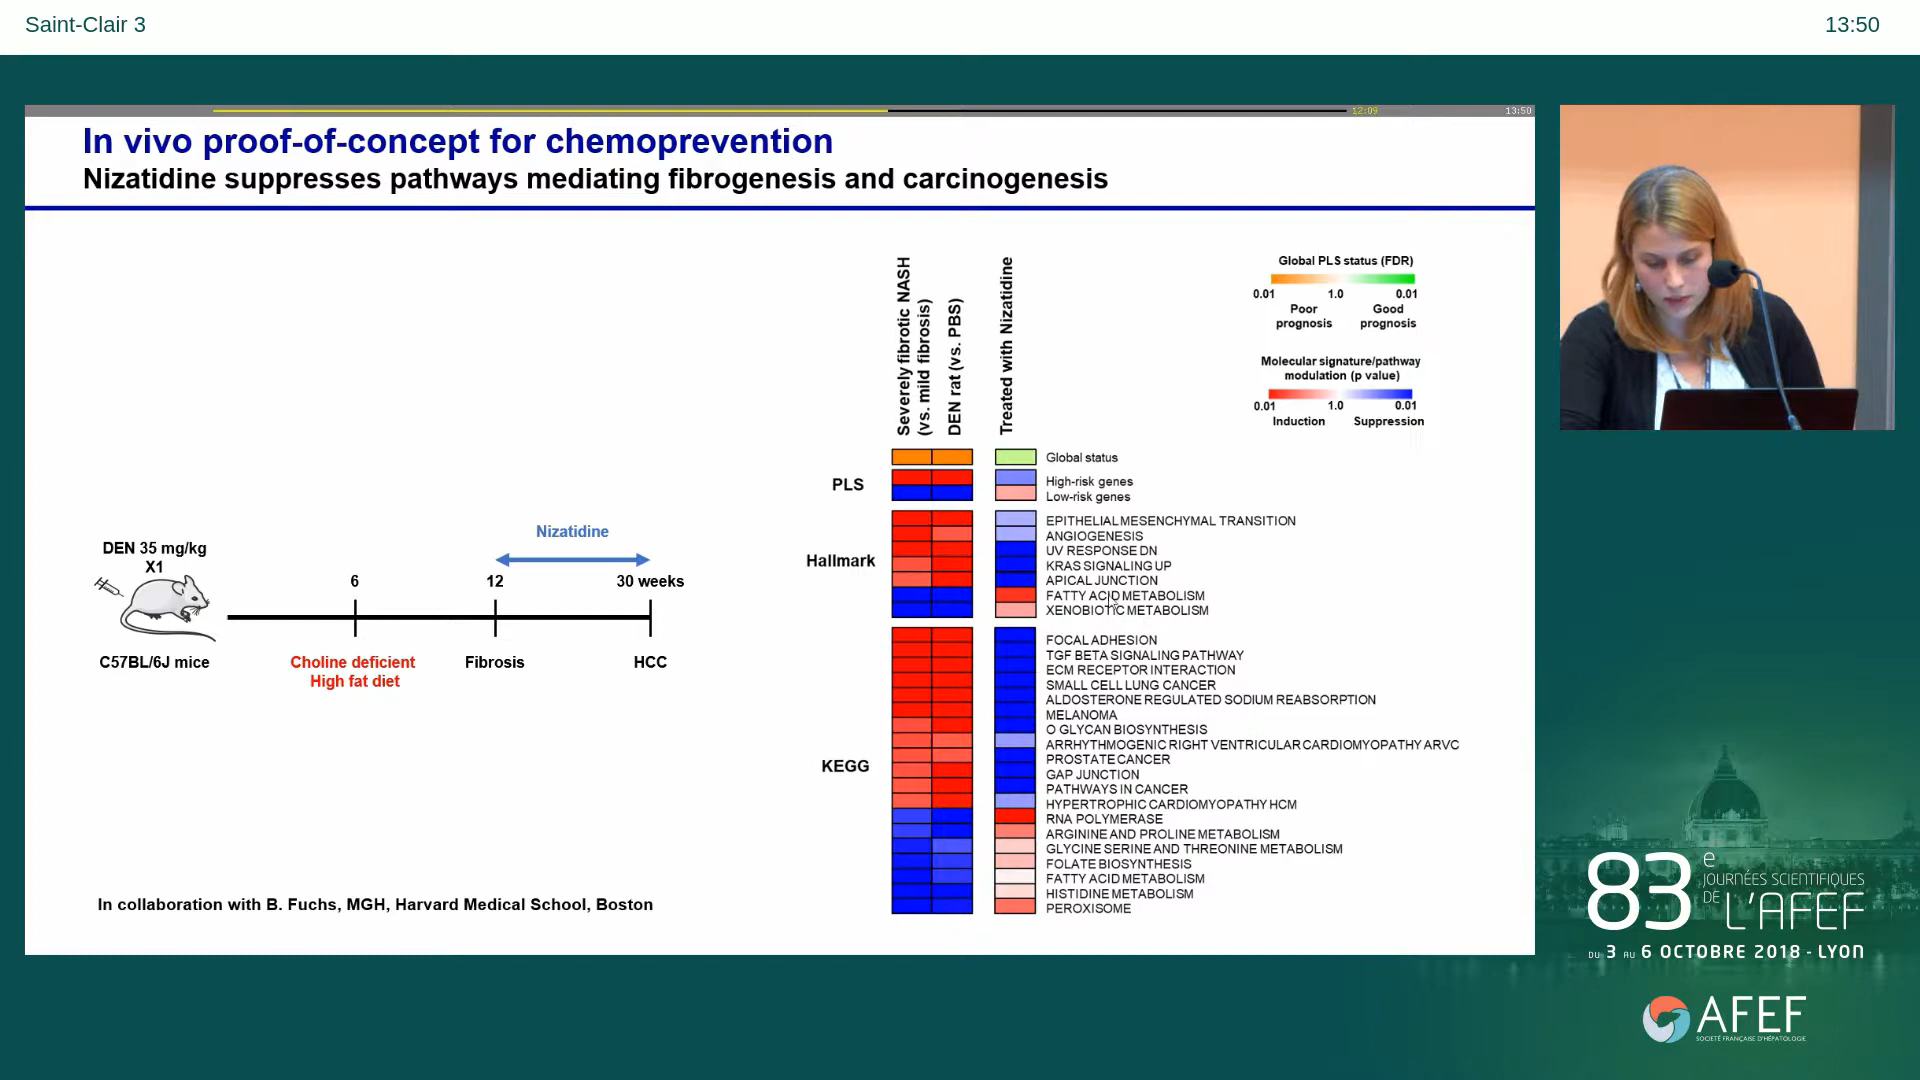 Saint-Clair 3
13:50
12:09
13:50
In vivo proof-of-concept for chemoprevention
Nizatidine suppresses pathways mediating fibrogenesis and carcinogenesis
DEN 35 mg/kg
X1
C57BL/6J mice
Nizatidine
6
12
30 weeks
Choline deficient
High fat diet
Fibrosis
HCC
In collaboration with B. Fuchs, MGH, Harvard Medical School, Boston
Severely fibrotic NASH
(vs. mild fibrosis)
DEN rat (vs. PBS)
Treated with Nizatidine
Global PLS status (FDR)
0.01
1.0
0.01
Poor
prognosis
Good
prognosis
Molecular signature/pathway
modulation (p value)
0.01
1.0
0.01
Induction
Suppression
PLS
Global status
High-risk genes
Low-risk genes
Hallmark
EPITHELIAL MESENCHYMAL TRANSITION
ANGIOGENESIS
UV RESPONSE DN
KRAS SIGNALING UP
APICAL JUNCTION
FATTY ACID METABOLISM
XENOBIOTIC METABOLISM
KEGG
FOCAL ADHESION
TGF BETA SIGNALING PATHWAY
ECM RECEPTOR INTERACTION
SMALL CELL LUNG CANCER
ALDOSTERONE REGULATED SODIUM REABSORPTION
MELANOMA
O GLYCAN BIOSYNTHESIS
ARRHYTHMOGENIC RIGHT VENTRICULAR CARDIOMYOPATHY ARVC
PROSTATE CANCER
GAP JUNCTION
PATHWAYS IN CANCER
HYPERTROPHIC CARDIOMYOPATHY HCM
RNA POLYMERASE
ARGININE AND PROLINE METABOLISM
GLYCINE SERINE AND THREONINE METABOLISM
FOLATE BIOSYNTHESIS
FATTY ACID METABOLISM
HISTIDINE METABOLISM
PEROXISOME
83e JOURNÉES SCIENTIFIQUES
DE L'AFEF
DU 3 AU 6 OCTOBRE 2018 - LYON
AFEF
SOCIÉTÉ FRANÇAISE D'HÉPATOLOGIE